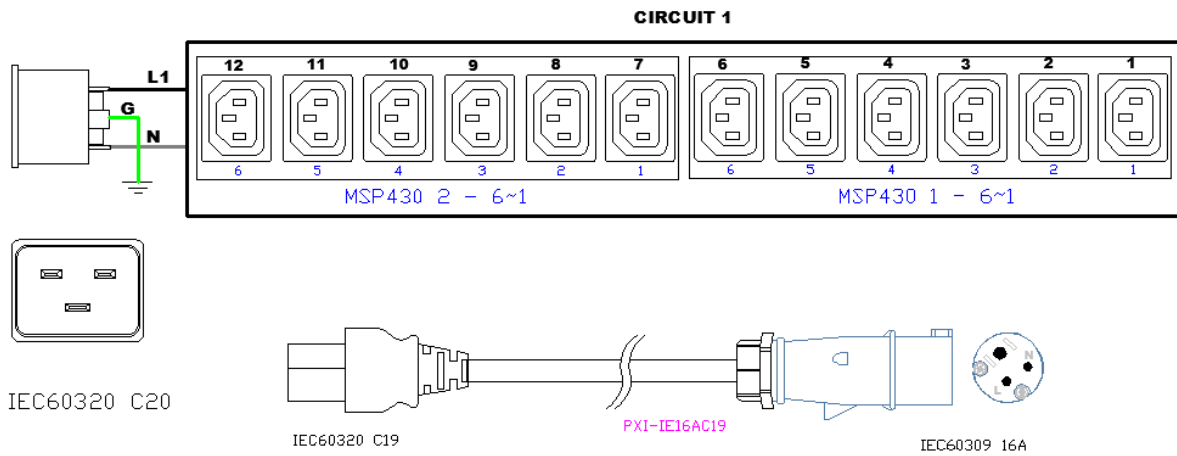 CIRCUIT 1
12 11 10 9 8 7 6 5 4 3 2 1
L1
G
N
6 5 4 3 2 1 6 5 4 3 2 1
MSP430 2 - 6~1 MSP430 1 - 6~1
N
L
IEC60320 C20
PXI-IE16AC19
IEC60320 C19
IEC60309 16A